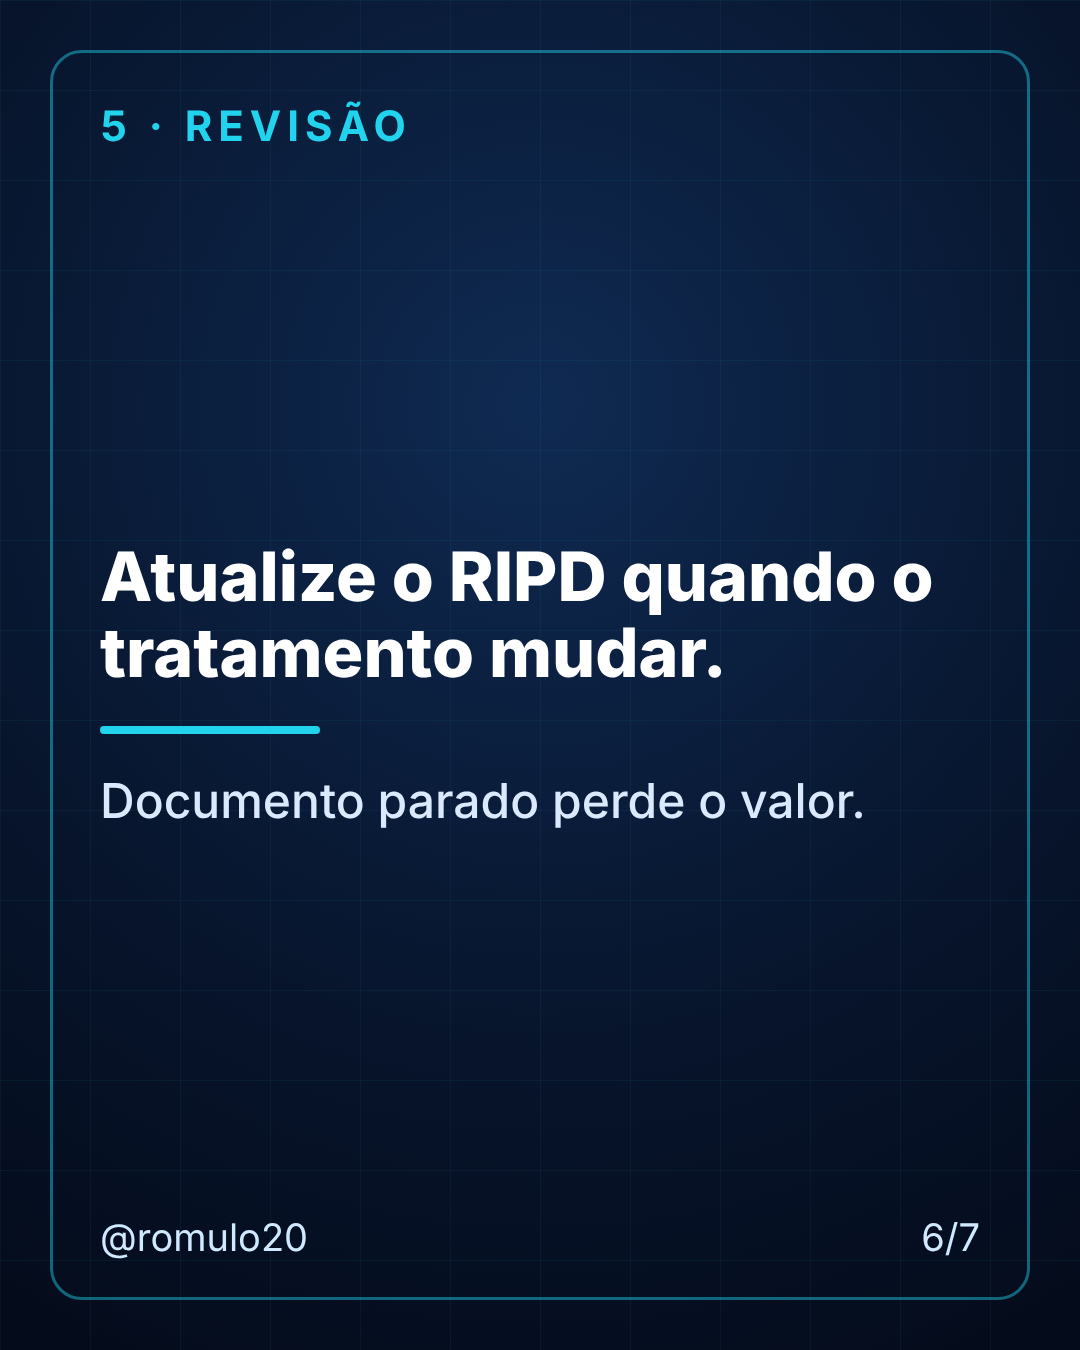 5 · REVISÃO
Atualize o RIPD quando o
tratamento mudar.
Documento parado perde o valor.
@romulo20
6/7